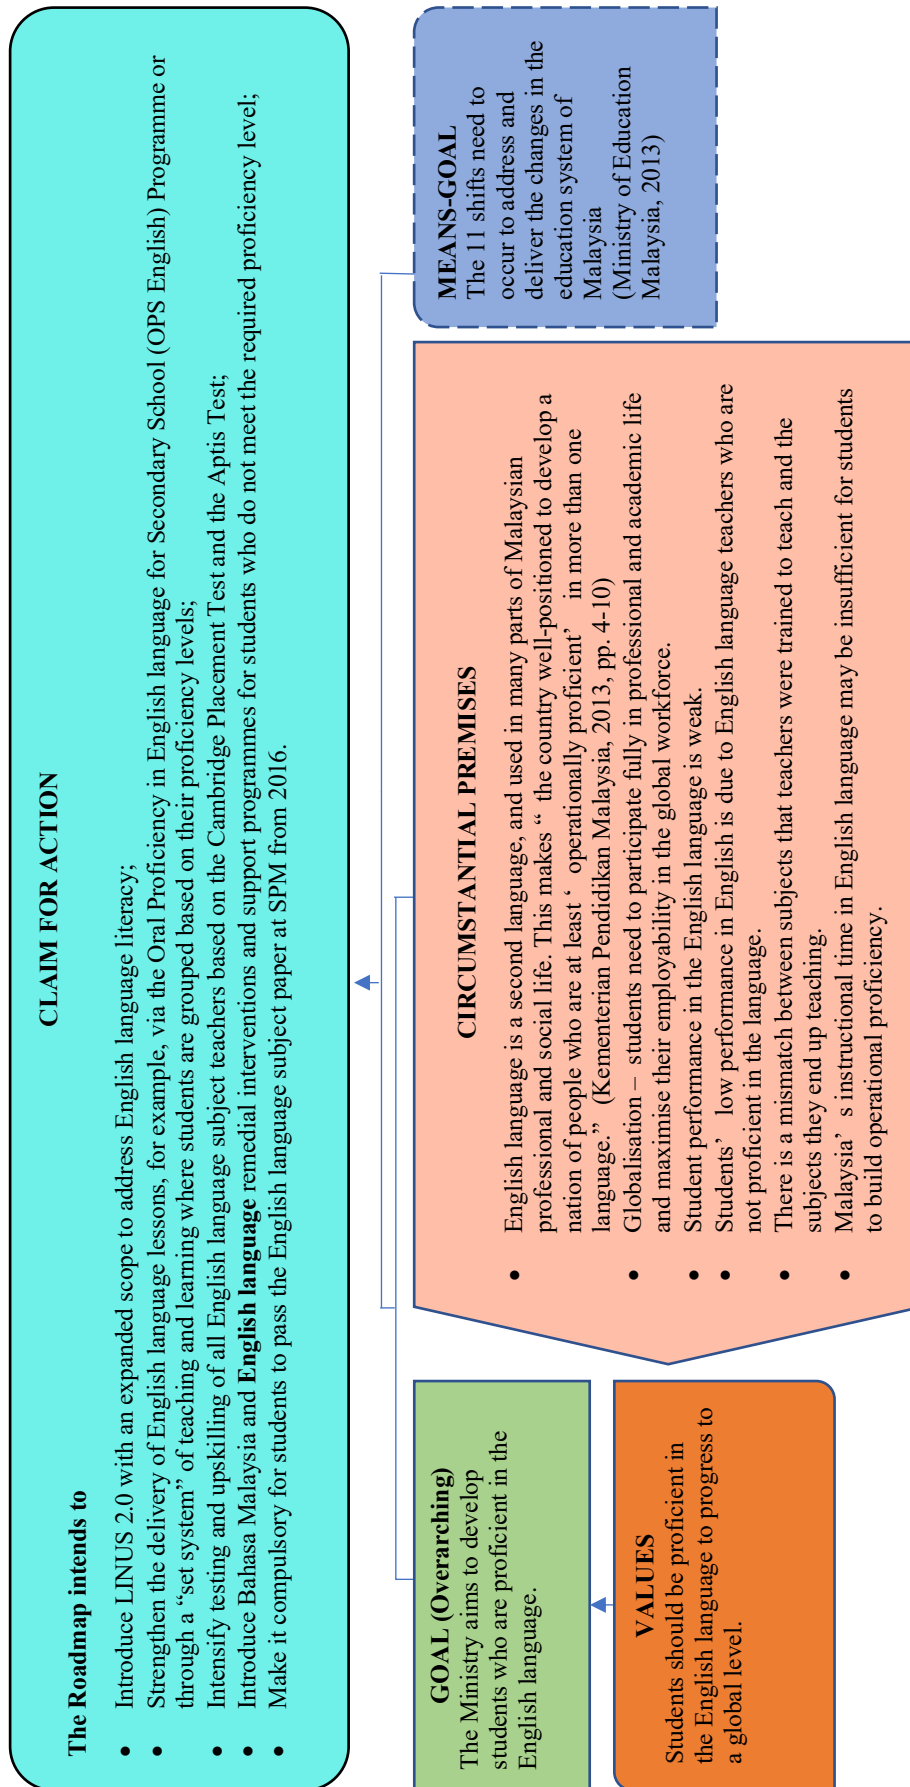 CLAIM FOR ACTION
The Roadmap intends to
• Introduce LINUS 2.0 with an expanded scope to address English language literacy;
• Strengthen the delivery of English language lessons, for example, via the Oral Proficiency in English language for Secondary School (OPS English) Programme or
through a “set system” of teaching and learning where students are grouped based on their proficiency levels;
• Intensify testing and upskilling of all English language subject teachers based on the Cambridge Placement Test and the Aptis Test;
• Introduce Bahasa Malaysia and English language remedial interventions and support programmes for students who do not meet the required proficiency level;
• Make it compulsory for students to pass the English language subject paper at SPM from 2016.
GOAL (Overarching)
The Ministry aims to develop
students who are proficient in the
English language.
VALUES
Students should be proficient in
the English language to progress to
a global level.
CIRCUMSTANTIAL PREMISES
• English language is a second language, and used in many parts of Malaysian
professional and social life. This makes “ the country well-positioned to develop a
nation of people who are at least ‘ operationally proficient’ in more than one
language.” (Kementerian Pendidikan Malaysia, 2013, pp. 4-10)
• Globalisation – students need to participate fully in professional and academic life
and maximise their employability in the global workforce.
• Student performance in the English language is weak.
• Students’ low performance in English is due to English language teachers who are
not proficient in the language.
• There is a mismatch between subjects that teachers were trained to teach and the
subjects they end up teaching.
• Malaysia’ s instructional time in English language may be insufficient for students
to build operational proficiency.
MEANS-GOAL
The 11 shifts need to
occur to address and
deliver the changes in the
education system of
Malaysia
(Ministry of Education
Malaysia, 2013)